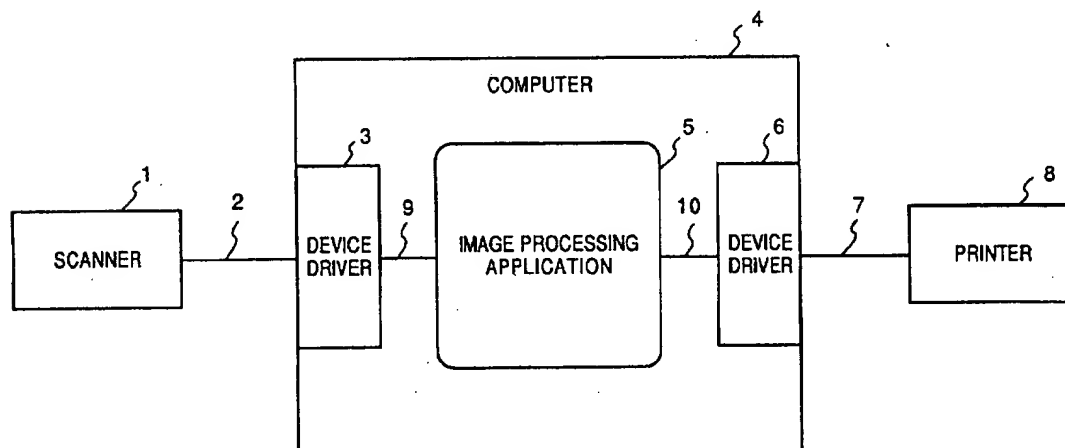 4
COMPUTER
3
5
6
1
8
2
9
10
7
SCANNER
DEVICE
DRIVER
IMAGE PROCESSING
APPLICATION
DEVICE
DRIVER
PRINTER